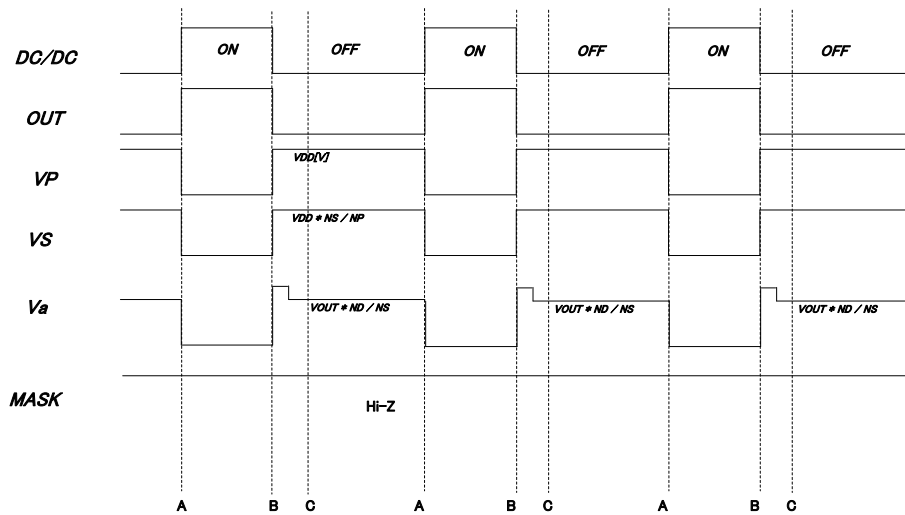 DC/DC ON OFF ON OFF ON OFF
OUT
VDD[V]
VP
VDD * NS / NP
VS
Va
VOUT * ND / NS VOUT * ND / NS VOUT * ND / NS
MASK
Hi-Z
A B C A B C A B C